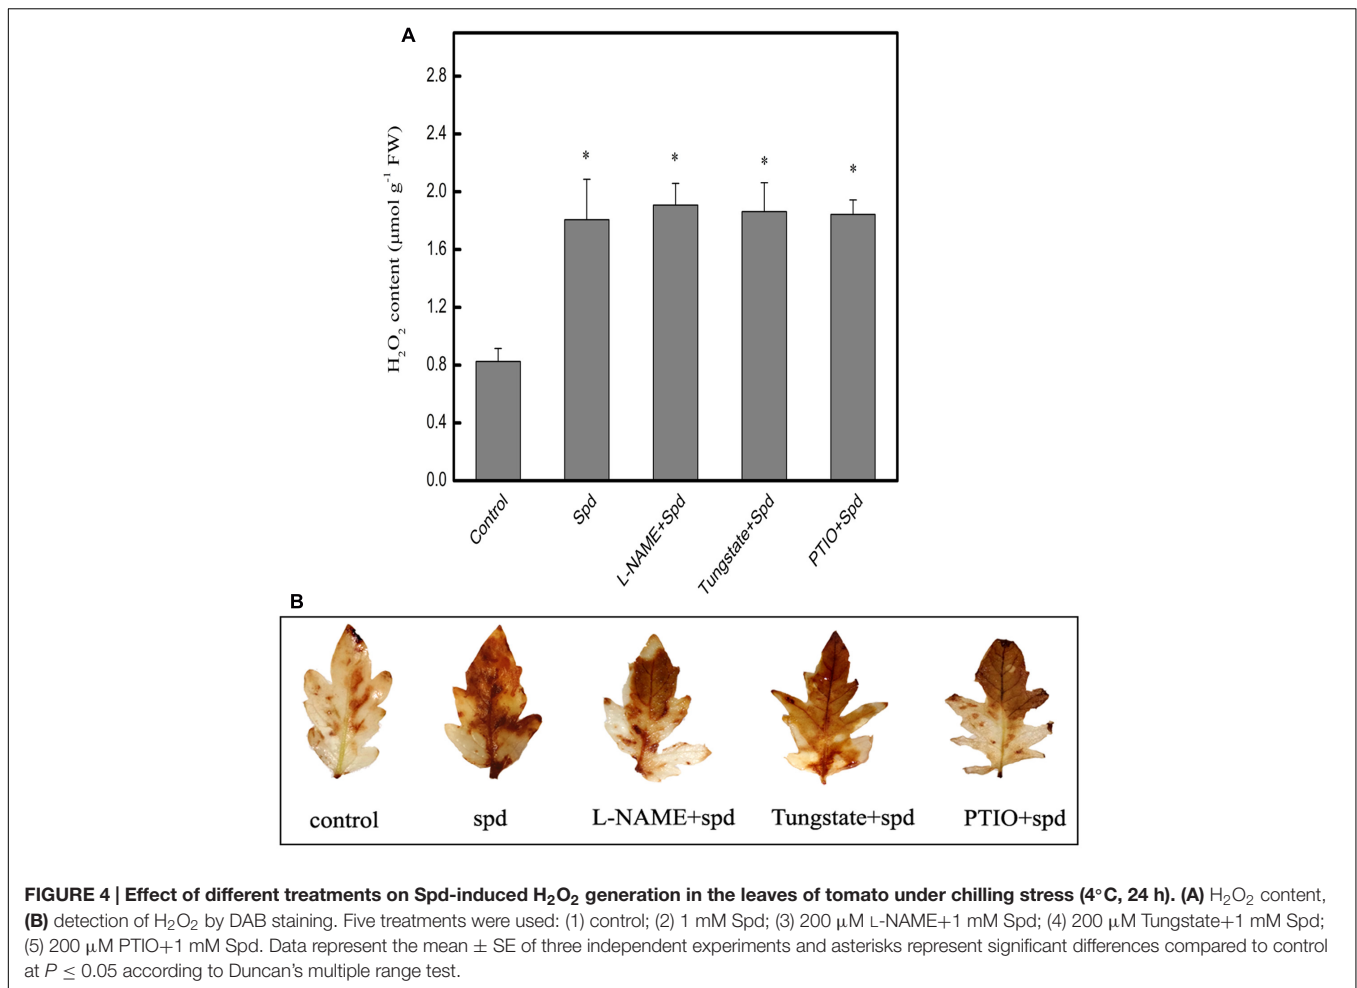 A
2.8
2.4
2.0
1.6
1.2
0.8
0.4
0.0
H₂O₂ content (μmol g⁻¹ FW)
* * * *
Control
Spd
L-NAME+Spd
Tungstate+Spd
PTIO+Spd
B
control spd L-NAME+spd Tungstate+spd PTIO+spd
FIGURE 4 | Effect of different treatments on Spd-induced H₂O₂ generation in the leaves of tomato under chilling stress (4°C, 24 h). (A) H₂O₂ content,
(B) detection of H₂O₂ by DAB staining. Five treatments were used: (1) control; (2) 1 mM Spd; (3) 200 μM L-NAME+1 mM Spd; (4) 200 μM Tungstate+1 mM Spd;
(5) 200 μM PTIO+1 mM Spd. Data represent the mean ± SE of three independent experiments and asterisks represent significant differences compared to control
at P ≤ 0.05 according to Duncan's multiple range test.